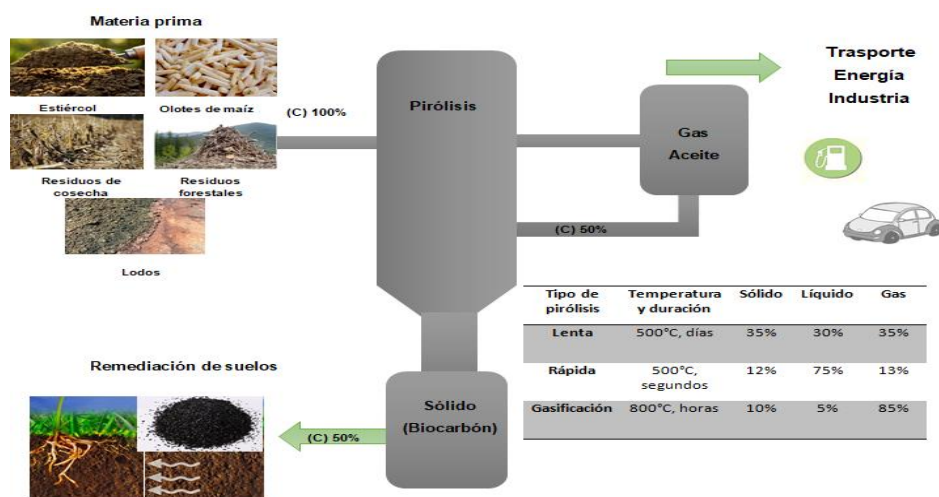 Materia prima
Estiércol
Olotes de maíz
Residuos de
cosecha
Residuos
forestales
Lodos
(C) 100%
Pirólisis
Gas
Aceite
(C) 50%
Trasporte
Energía
Industria
Tipo de pirólisis Temperatura y duración Sólido Líquido Gas
Lenta 500°C, días 35% 30% 35%
Rápida 500°C, segundos 12% 75% 13%
Gasificación 800°C, horas 10% 5% 85%
Remediación de suelos
(C) 50%
Sólido
(Biocarbón)